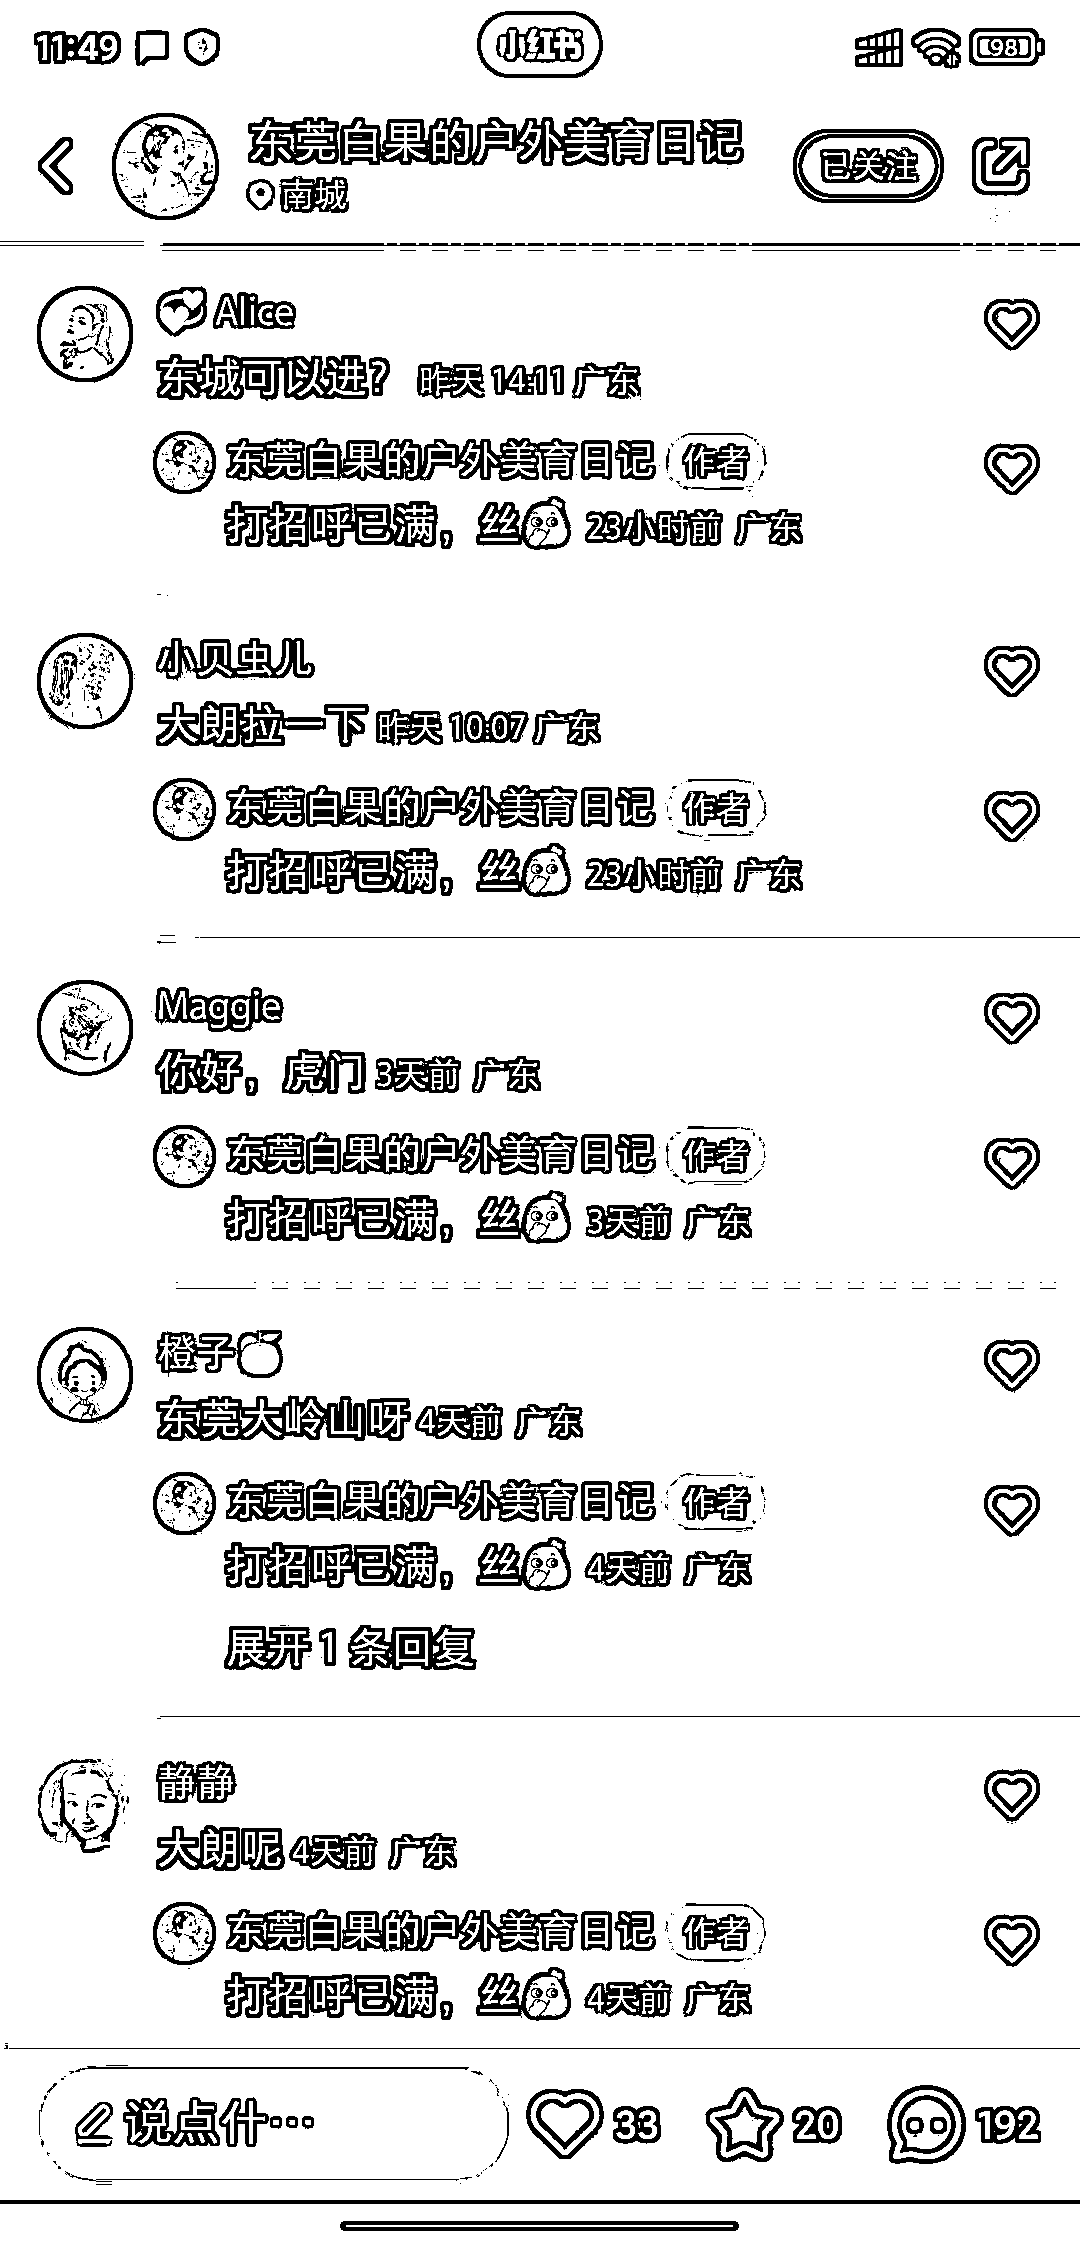 11:49
小红书
98
东莞白果的户外美育日记
已关注
南城
Alice
东城可以进? 昨天 14:11 广东
东莞白果的户外美育日记 作者
打招呼已满，丝 23小时前 广东
小贝虫儿
大朗拉一下 昨天 10:07 广东
东莞白果的户外美育日记 作者
打招呼已满，丝 23小时前 广东
Maggie
你好，虎门 3天前 广东
东莞白果的户外美育日记 作者
打招呼已满，丝 3天前 广东
橙子
东莞大岭山呀 4天前 广东
东莞白果的户外美育日记 作者
打招呼已满，丝 4天前 广东
展开 1 条回复
静静
大朗呢 4天前 广东
东莞白果的户外美育日记 作者
打招呼已满，丝 4天前 广东
说点什… 33 20 192